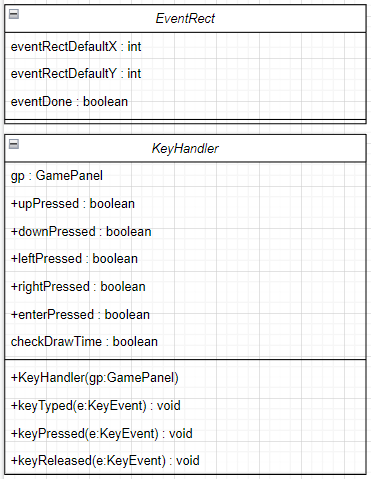 EventRect
eventRectDefaultX : int
eventRectDefaultY : int
eventDone : boolean
KeyHandler
gp : GamePanel
+upPressed : boolean
+downPressed : boolean
+leftPressed : boolean
+rightPressed : boolean
+enterPressed : boolean
checkDrawTime : boolean
+KeyHandler(gp:GamePanel)
+keyTyped(e:KeyEvent) : void
+keyPressed(e:KeyEvent) : void
+keyReleased(e:KeyEvent) : void